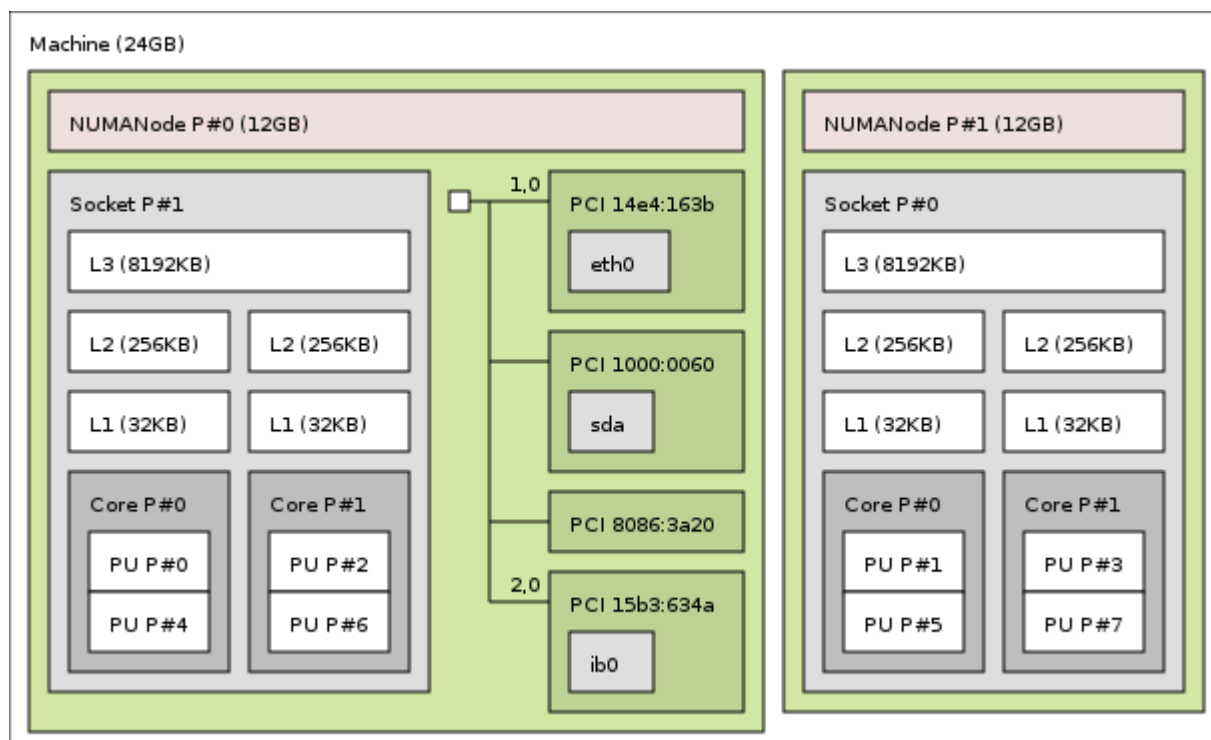 Machine (24GB)
NUMANode P#0 (12GB)
Socket P#1
L3 (8192KB)
L2 (256KB)
L2 (256KB)
L1 (32KB)
L1 (32KB)
Core P#0
PU P#0
PU P#4
Core P#1
PU P#2
PU P#6
1,0
PCI 14e4:163b
eth0
PCI 1000:0060
sda
PCI 8086:3a20
2,0
PCI 15b3:634a
ib0
NUMANode P#1 (12GB)
Socket P#0
L3 (8192KB)
L2 (256KB)
L2 (256KB)
L1 (32KB)
L1 (32KB)
Core P#0
PU P#1
PU P#5
Core P#1
PU P#3
PU P#7